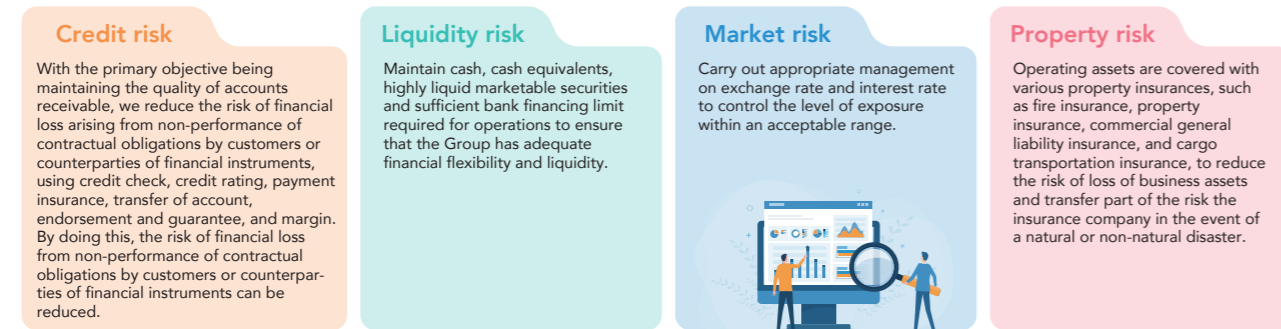 Credit risk
With the primary objective being
maintaining the quality of accounts
receivable, we reduce the risk of financial
loss arising from non-performance of
contractual obligations by customers or
counterparties of financial instruments,
using credit check, credit rating, payment
insurance, transfer of account,
endorsement and guarantee, and margin.
By doing this, the risk of financial loss
from non-performance of contractual
obligations by customers or counterpar-
ties of financial instruments can be
reduced.
Liquidity risk
Maintain cash, cash equivalents,
highly liquid marketable securities
and sufficient bank financing limit
required for operations to ensure
that the Group has adequate
financial flexibility and liquidity.
Market risk
Carry out appropriate management
on exchange rate and interest rate
to control the level of exposure
within an acceptable range.
Property risk
Operating assets are covered with
various property insurances, such
as fire insurance, property
insurance, commercial general
liability insurance, and cargo
transportation insurance, to reduce
the risk of loss of business assets
and transfer part of the risk the
insurance company in the event of
a natural or non-natural disaster.